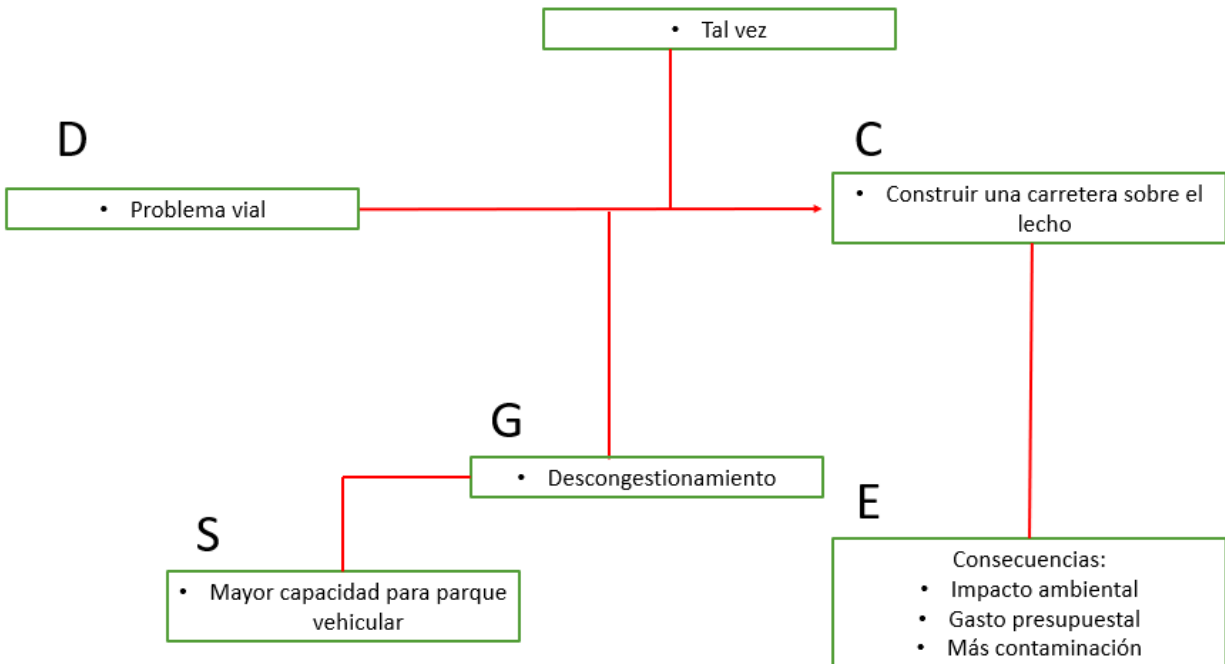 • Tal vez
D
• Problema vial
C
• Construir una carretera sobre el
lecho
G
• Descongestionamiento
S
• Mayor capacidad para parque
vehicular
E
Consecuencias:
• Impacto ambiental
• Gasto presupuestal
• Más contaminación